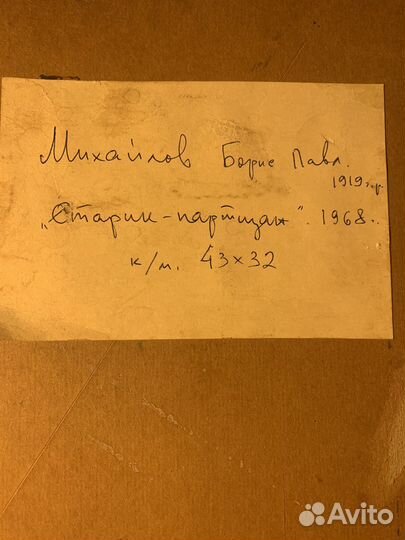 Михайлов Борис Павл.
1919 г.р.
„Старик-партизан". 1968 г.
к/м. 43×32
Avito